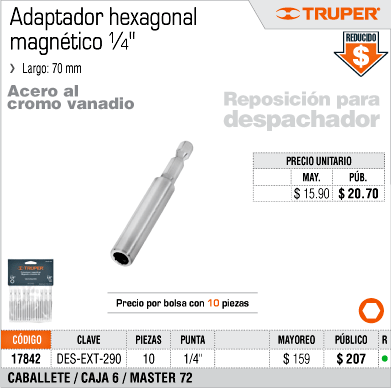 Adaptador hexagonal
magnético 1/4"
TRUPER
REDUCIDO
$
› Largo: 70 mm
Acero al
cromo vanadio
Reposición para
despachador
PRECIO UNITARIO
MAY. PÚB.
$ 15.90 $ 20.70
TRUPER
Precio por bolsa con 10 piezas
CÓDIGO CLAVE PIEZAS PUNTA MAYOREO PÚBLICO R
17842 DES-EXT-290 10 1/4" $ 159 $ 207
CABALLETE / CAJA 6 / MASTER 72